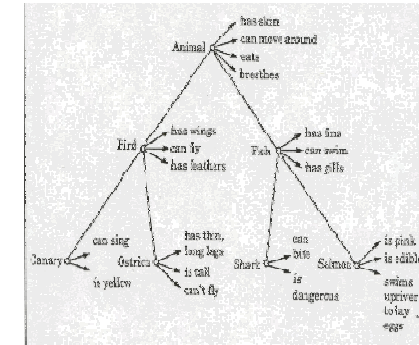 has skin
Animal
can move around
eats
breathes
Bird
has wings
can fly
has feathers
Fish
has fins
can swim
has gills
Canary
can sing
is yellow
Ostrich
has thin,
long legs
is tall
can't fly
Shark
can
bite
is
dangerous
Salmon
is pink
is edible
swims
upriver
to lay
eggs